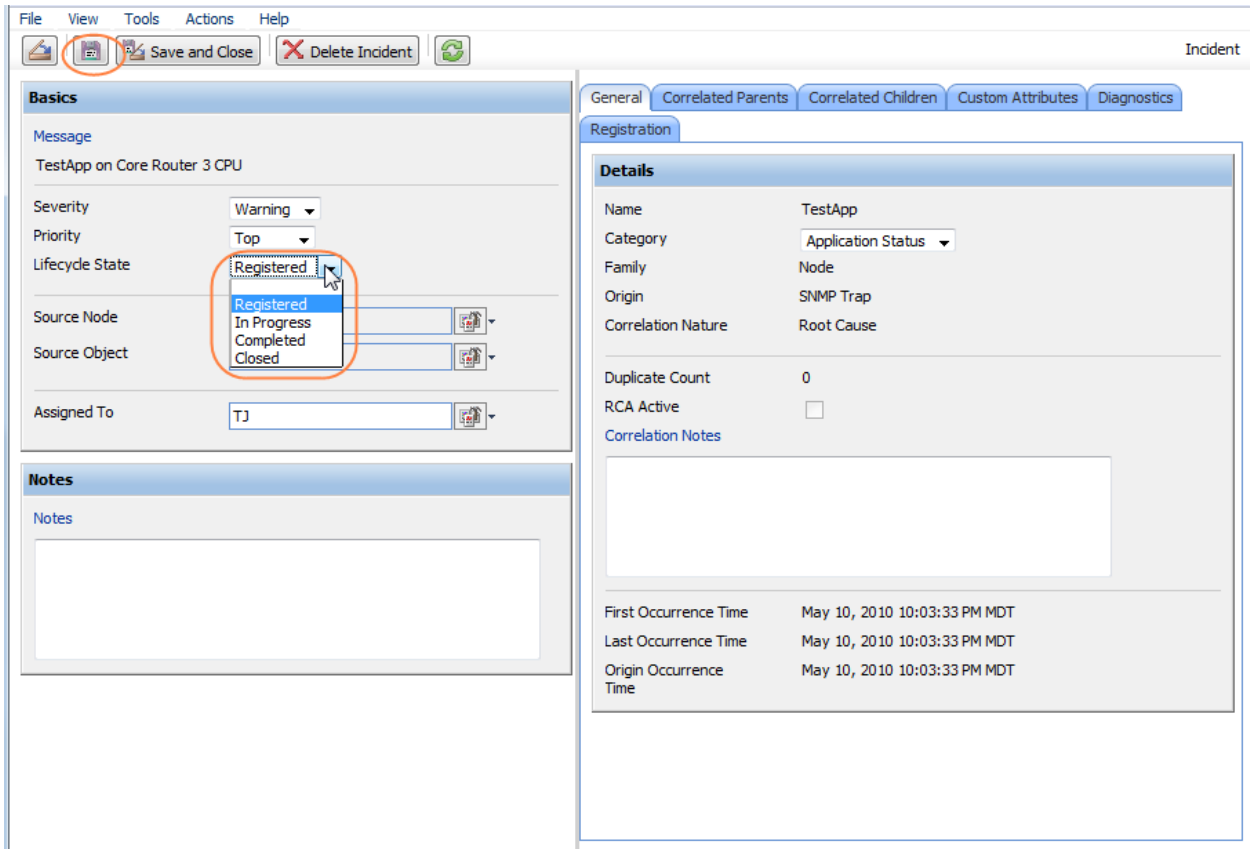 File View Tools Actions Help
Save and Close Delete Incident Incident
Basics
Message
TestApp on Core Router 3 CPU
Severity Warning
Priority Top
Lifecycle State Registered
Registered
In Progress
Completed
Closed
Source Node
Source Object
Assigned To TJ
Notes
Notes
General Correlated Parents Correlated Children Custom Attributes Diagnostics
Registration
Details
Name TestApp
Category Application Status
Family Node
Origin SNMP Trap
Correlation Nature Root Cause
Duplicate Count 0
RCA Active
Correlation Notes
First Occurrence Time May 10, 2010 10:03:33 PM MDT
Last Occurrence Time May 10, 2010 10:03:33 PM MDT
Origin Occurrence May 10, 2010 10:03:33 PM MDT
Time